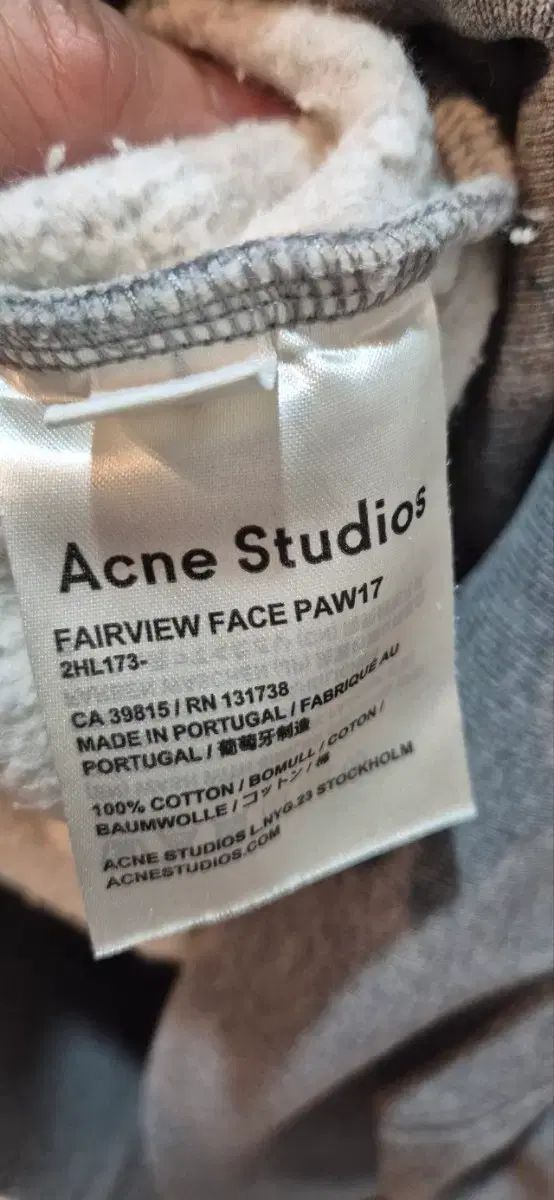 Acne Studios
FAIRVIEW FACE PAW17
2HL173-
CA 39815 / RN 131738
MADE IN PORTUGAL / FABRIQUÉ AU
PORTUGAL / 葡萄牙制造
100% COTTON / BOMULL / COTON /
BAUMWOLLE / コットン / 棉
ACNE STUDIOS L.NYG.23 STOCKHOLM
ACNESTUDIOS.COM